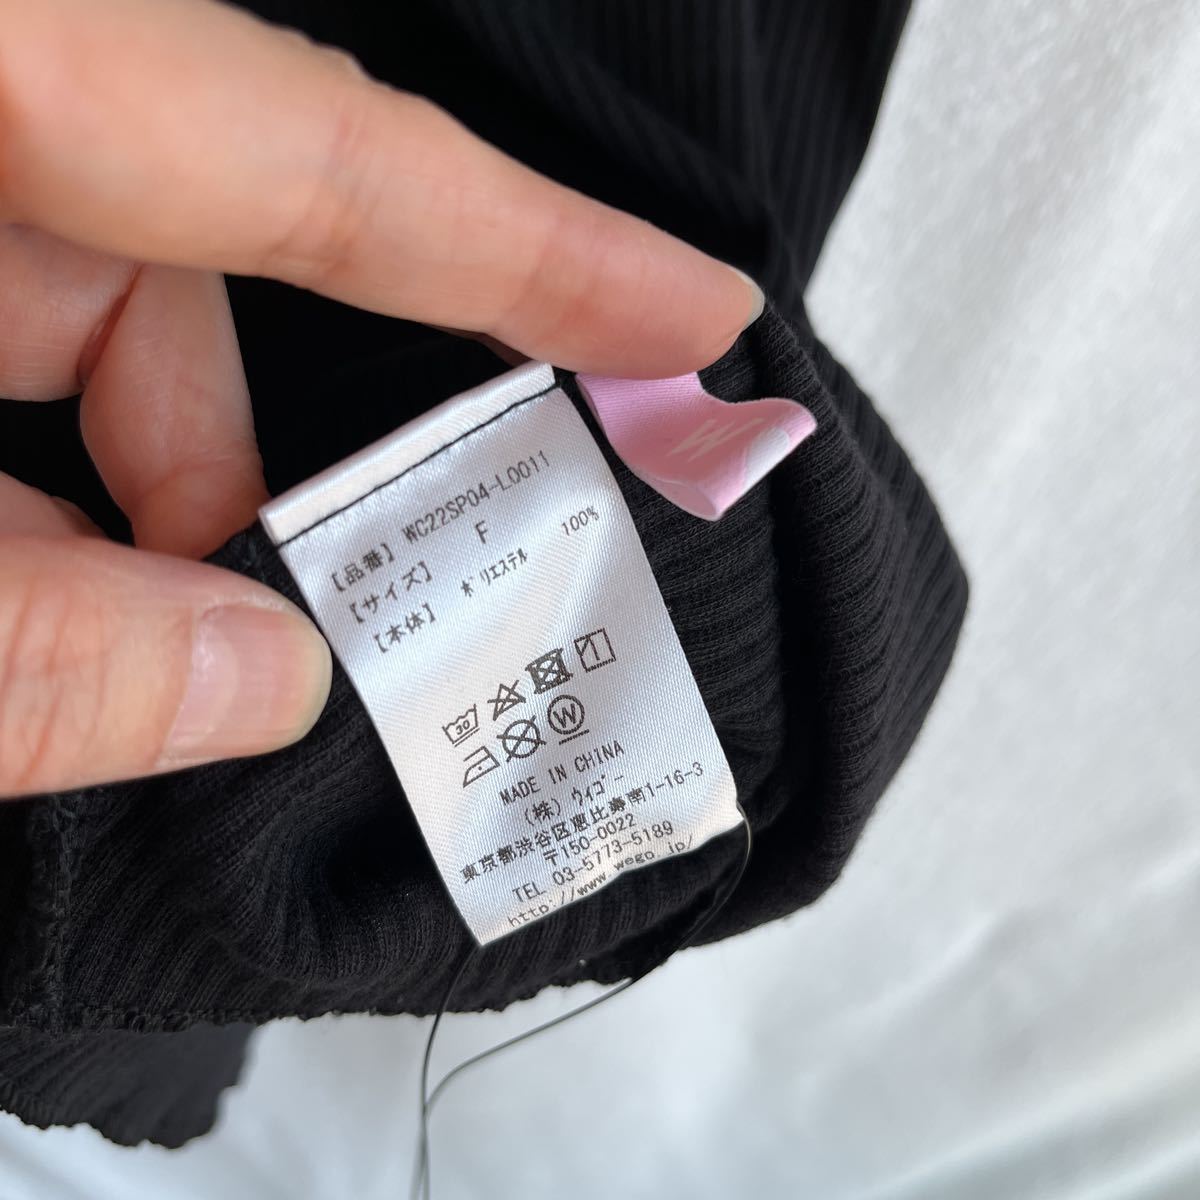 【品番】 WC22SP04-L0011
【サイズ】 F
【本体】 ポリエステル 100%
30
W
MADE IN CHINA
(株) ウィゴー
東京都渋谷区恵比寿南1-16-3
〒150-0022
TEL 03-5773-5189
http://www.wego.jp/
W